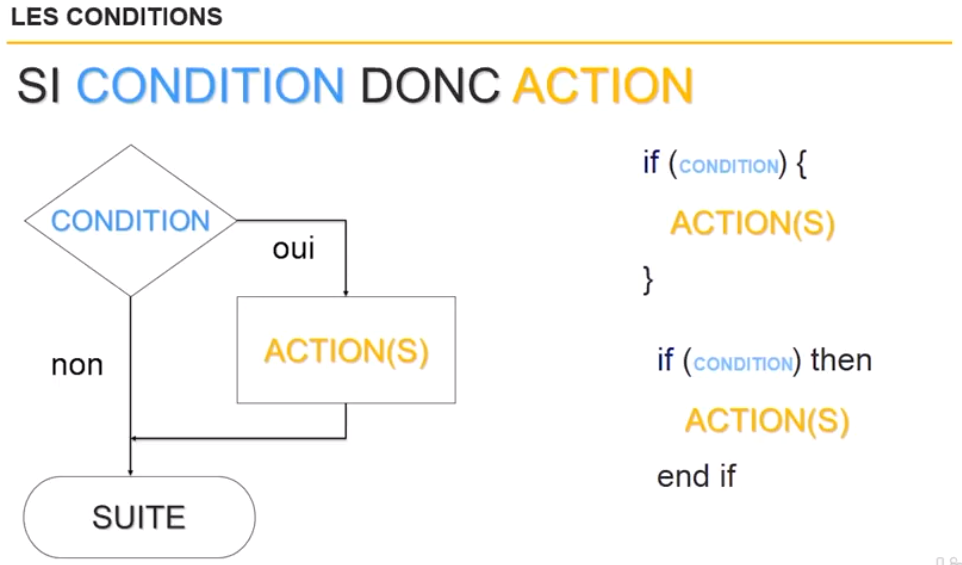 LES CONDITIONS
SI CONDITION DONC ACTION
CONDITION
oui
ACTION(S)
non
SUITE
if (CONDITION) {
ACTION(S)
}
if (CONDITION) then
ACTION(S)
end if